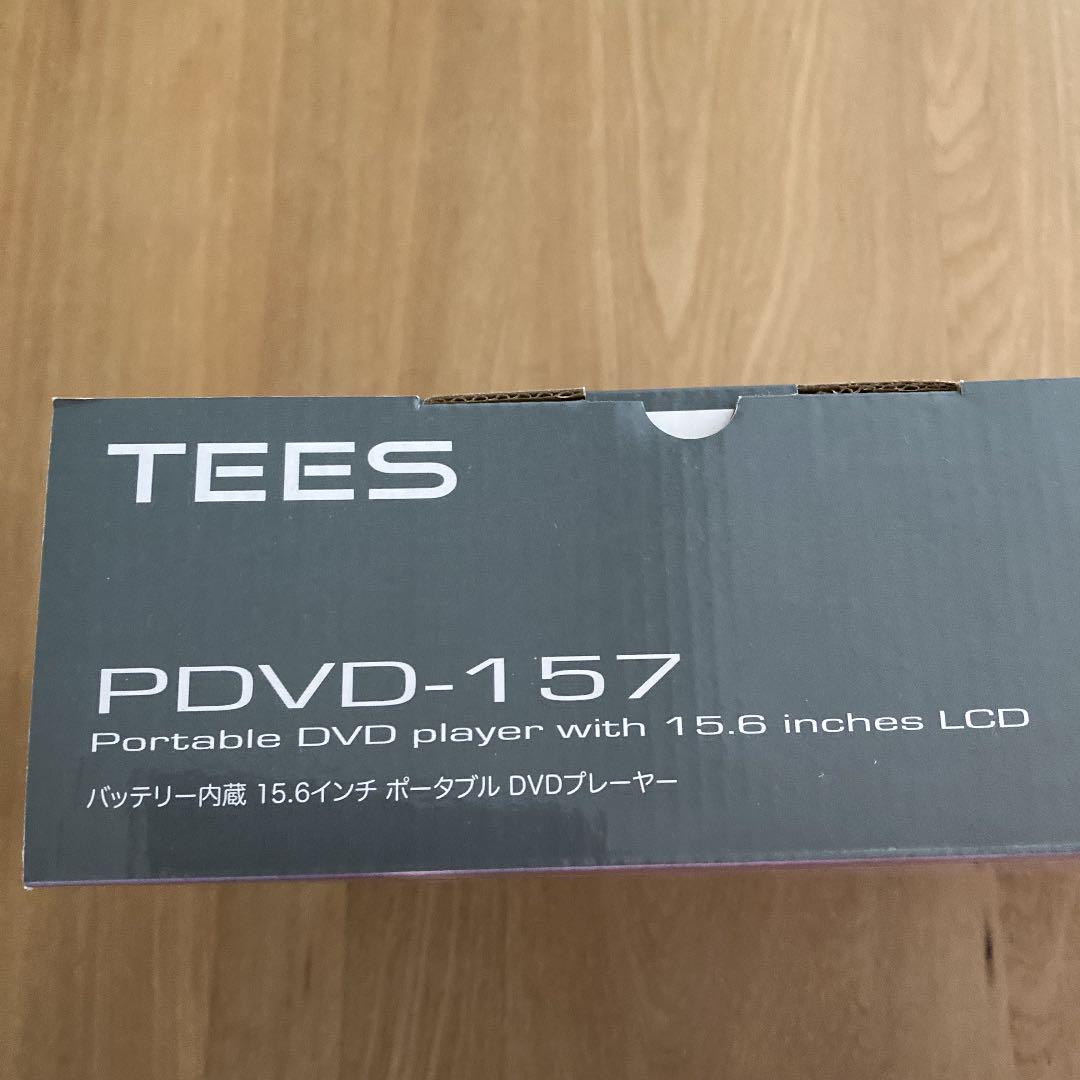 TEES
PDVD-157
Portable DVD player with 15.6 inches LCD
バッテリー内蔵 15.6インチ ポータブル DVDプレーヤー